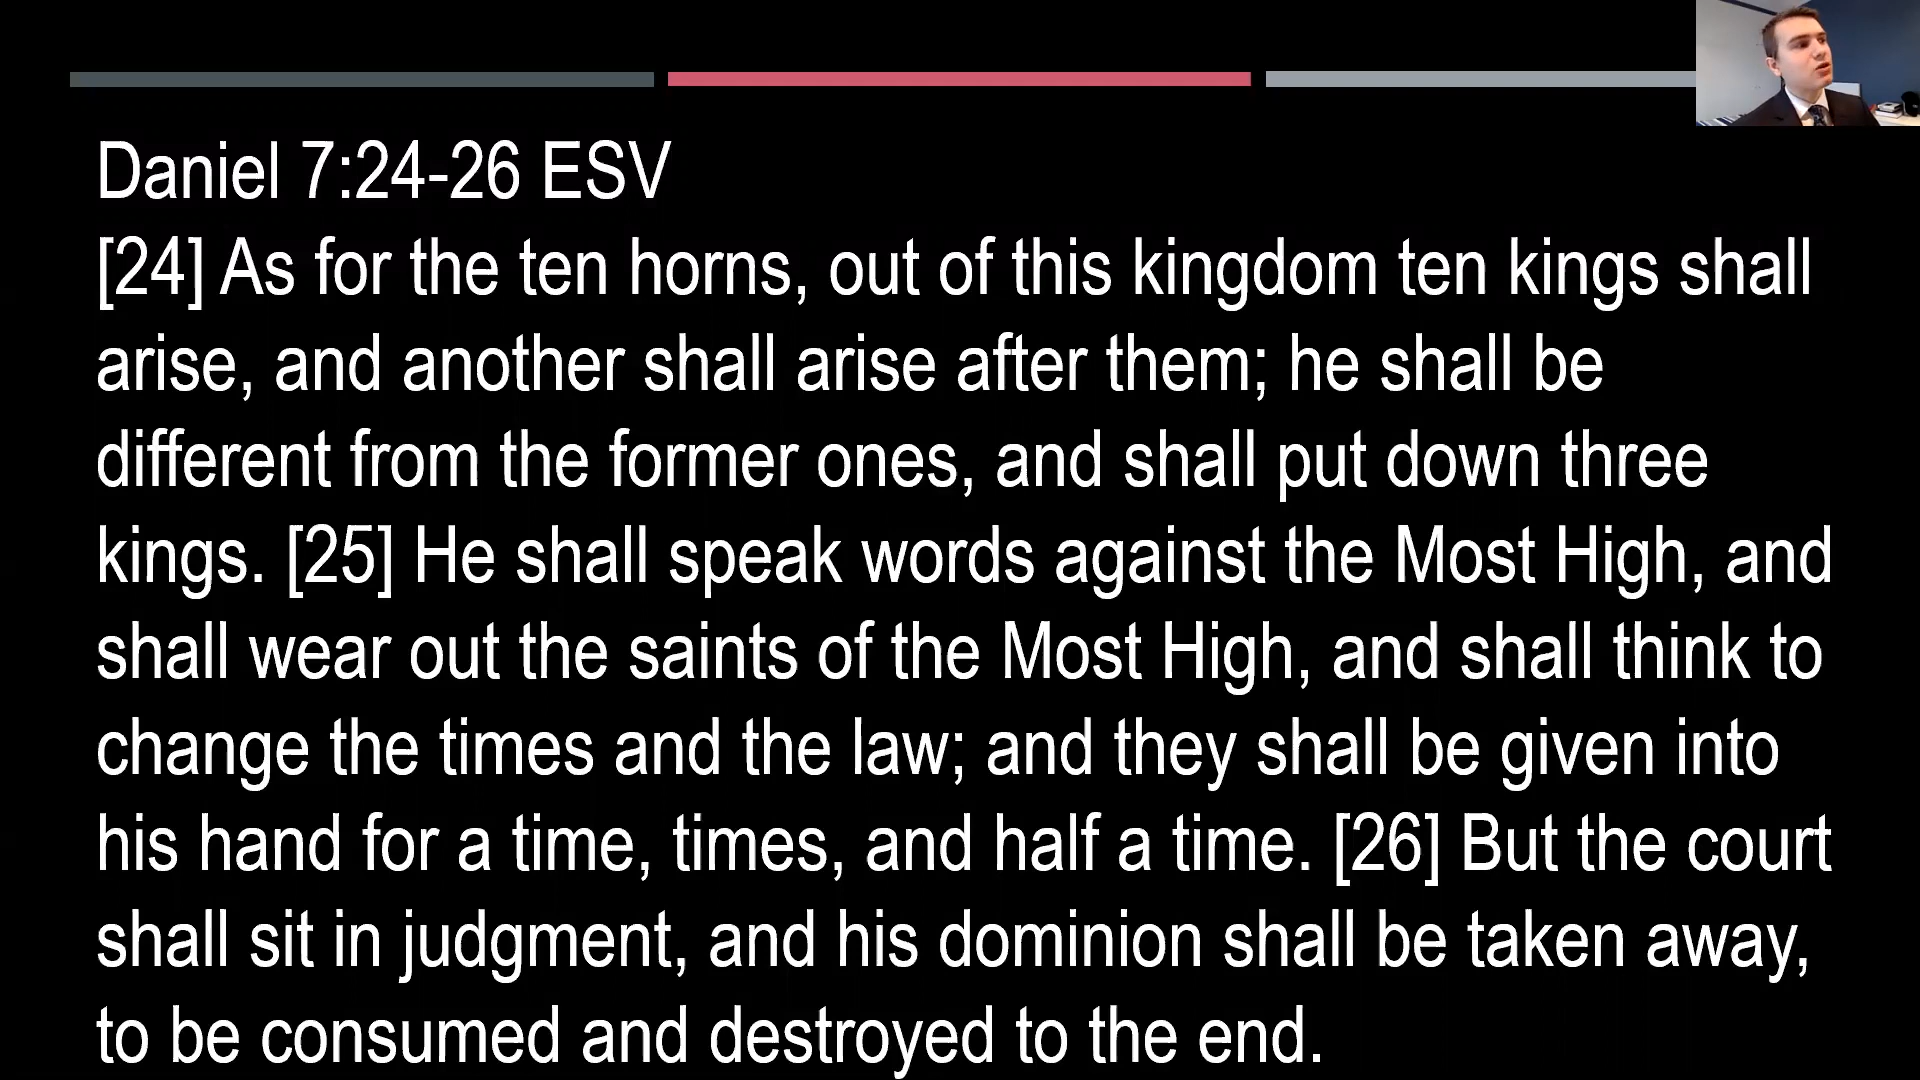 Daniel 7:24-26 ESV
[24] As for the ten horns, out of this kingdom ten kings shall
arise, and another shall arise after them; he shall be
different from the former ones, and shall put down three
kings. [25] He shall speak words against the Most High, and
shall wear out the saints of the Most High, and shall think to
change the times and the law; and they shall be given into
his hand for a time, times, and half a time. [26] But the court
shall sit in judgment, and his dominion shall be taken away,
to be consumed and destroyed to the end.